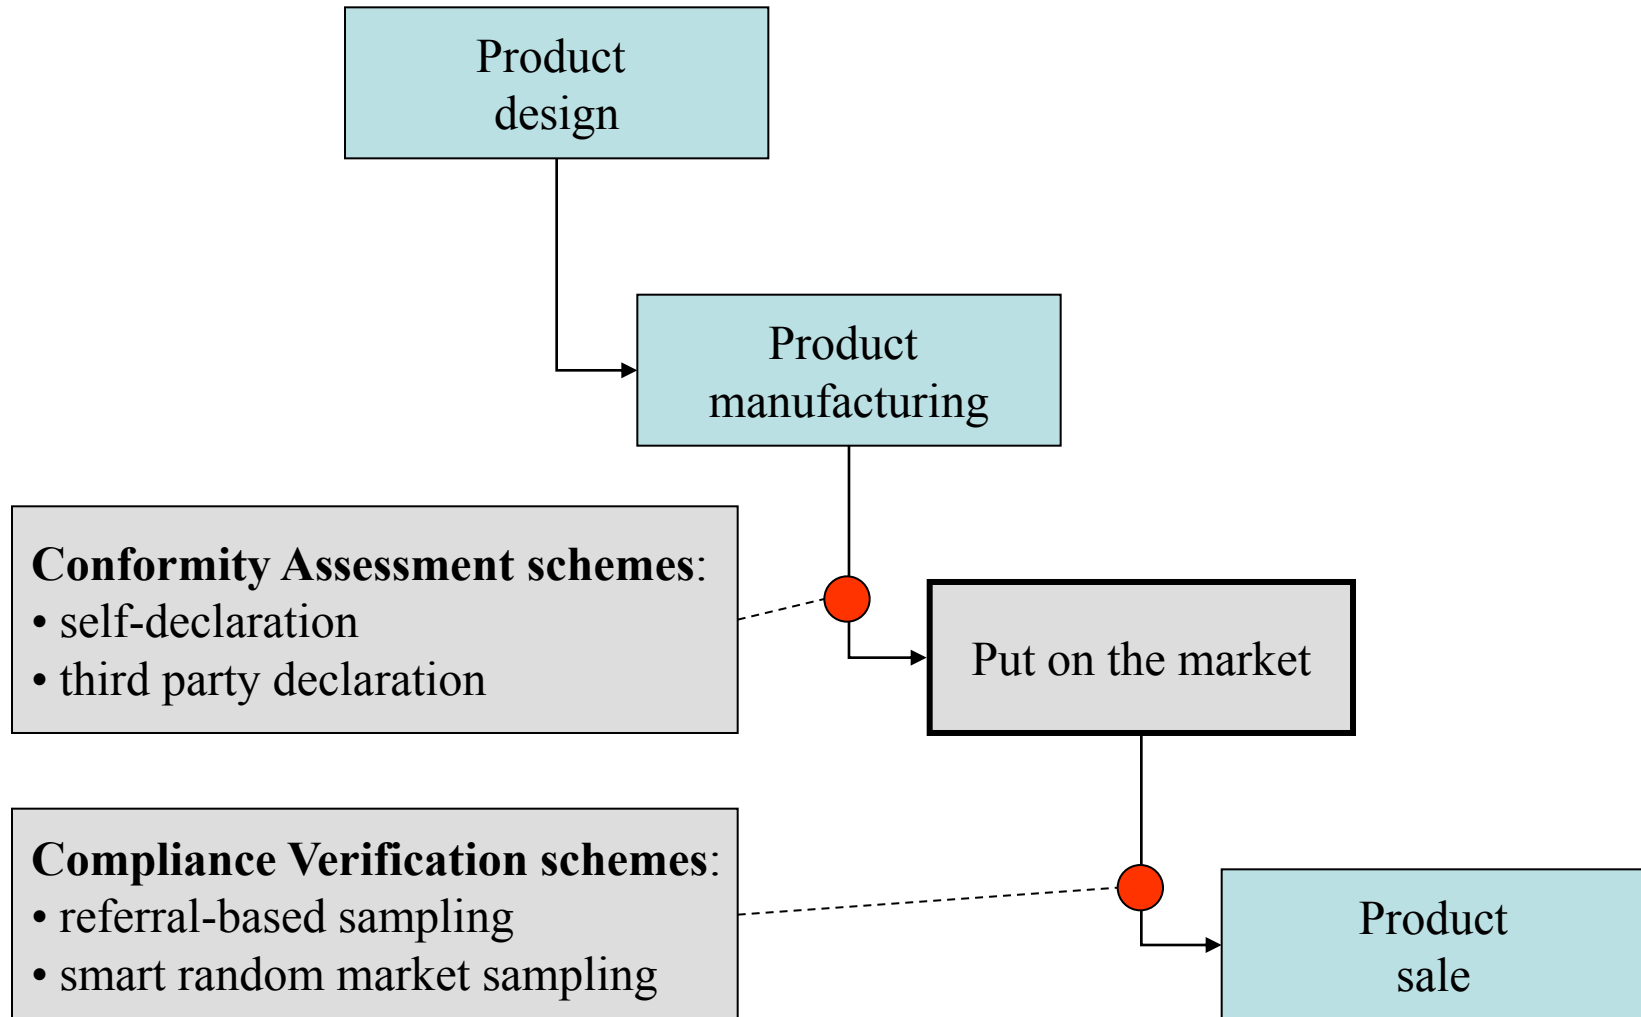 Product
design
Product
manufacturing
Conformity Assessment schemes:
• self-declaration
• third party declaration
Put on the market
Compliance Verification schemes:
• referral-based sampling
• smart random market sampling
Product
sale